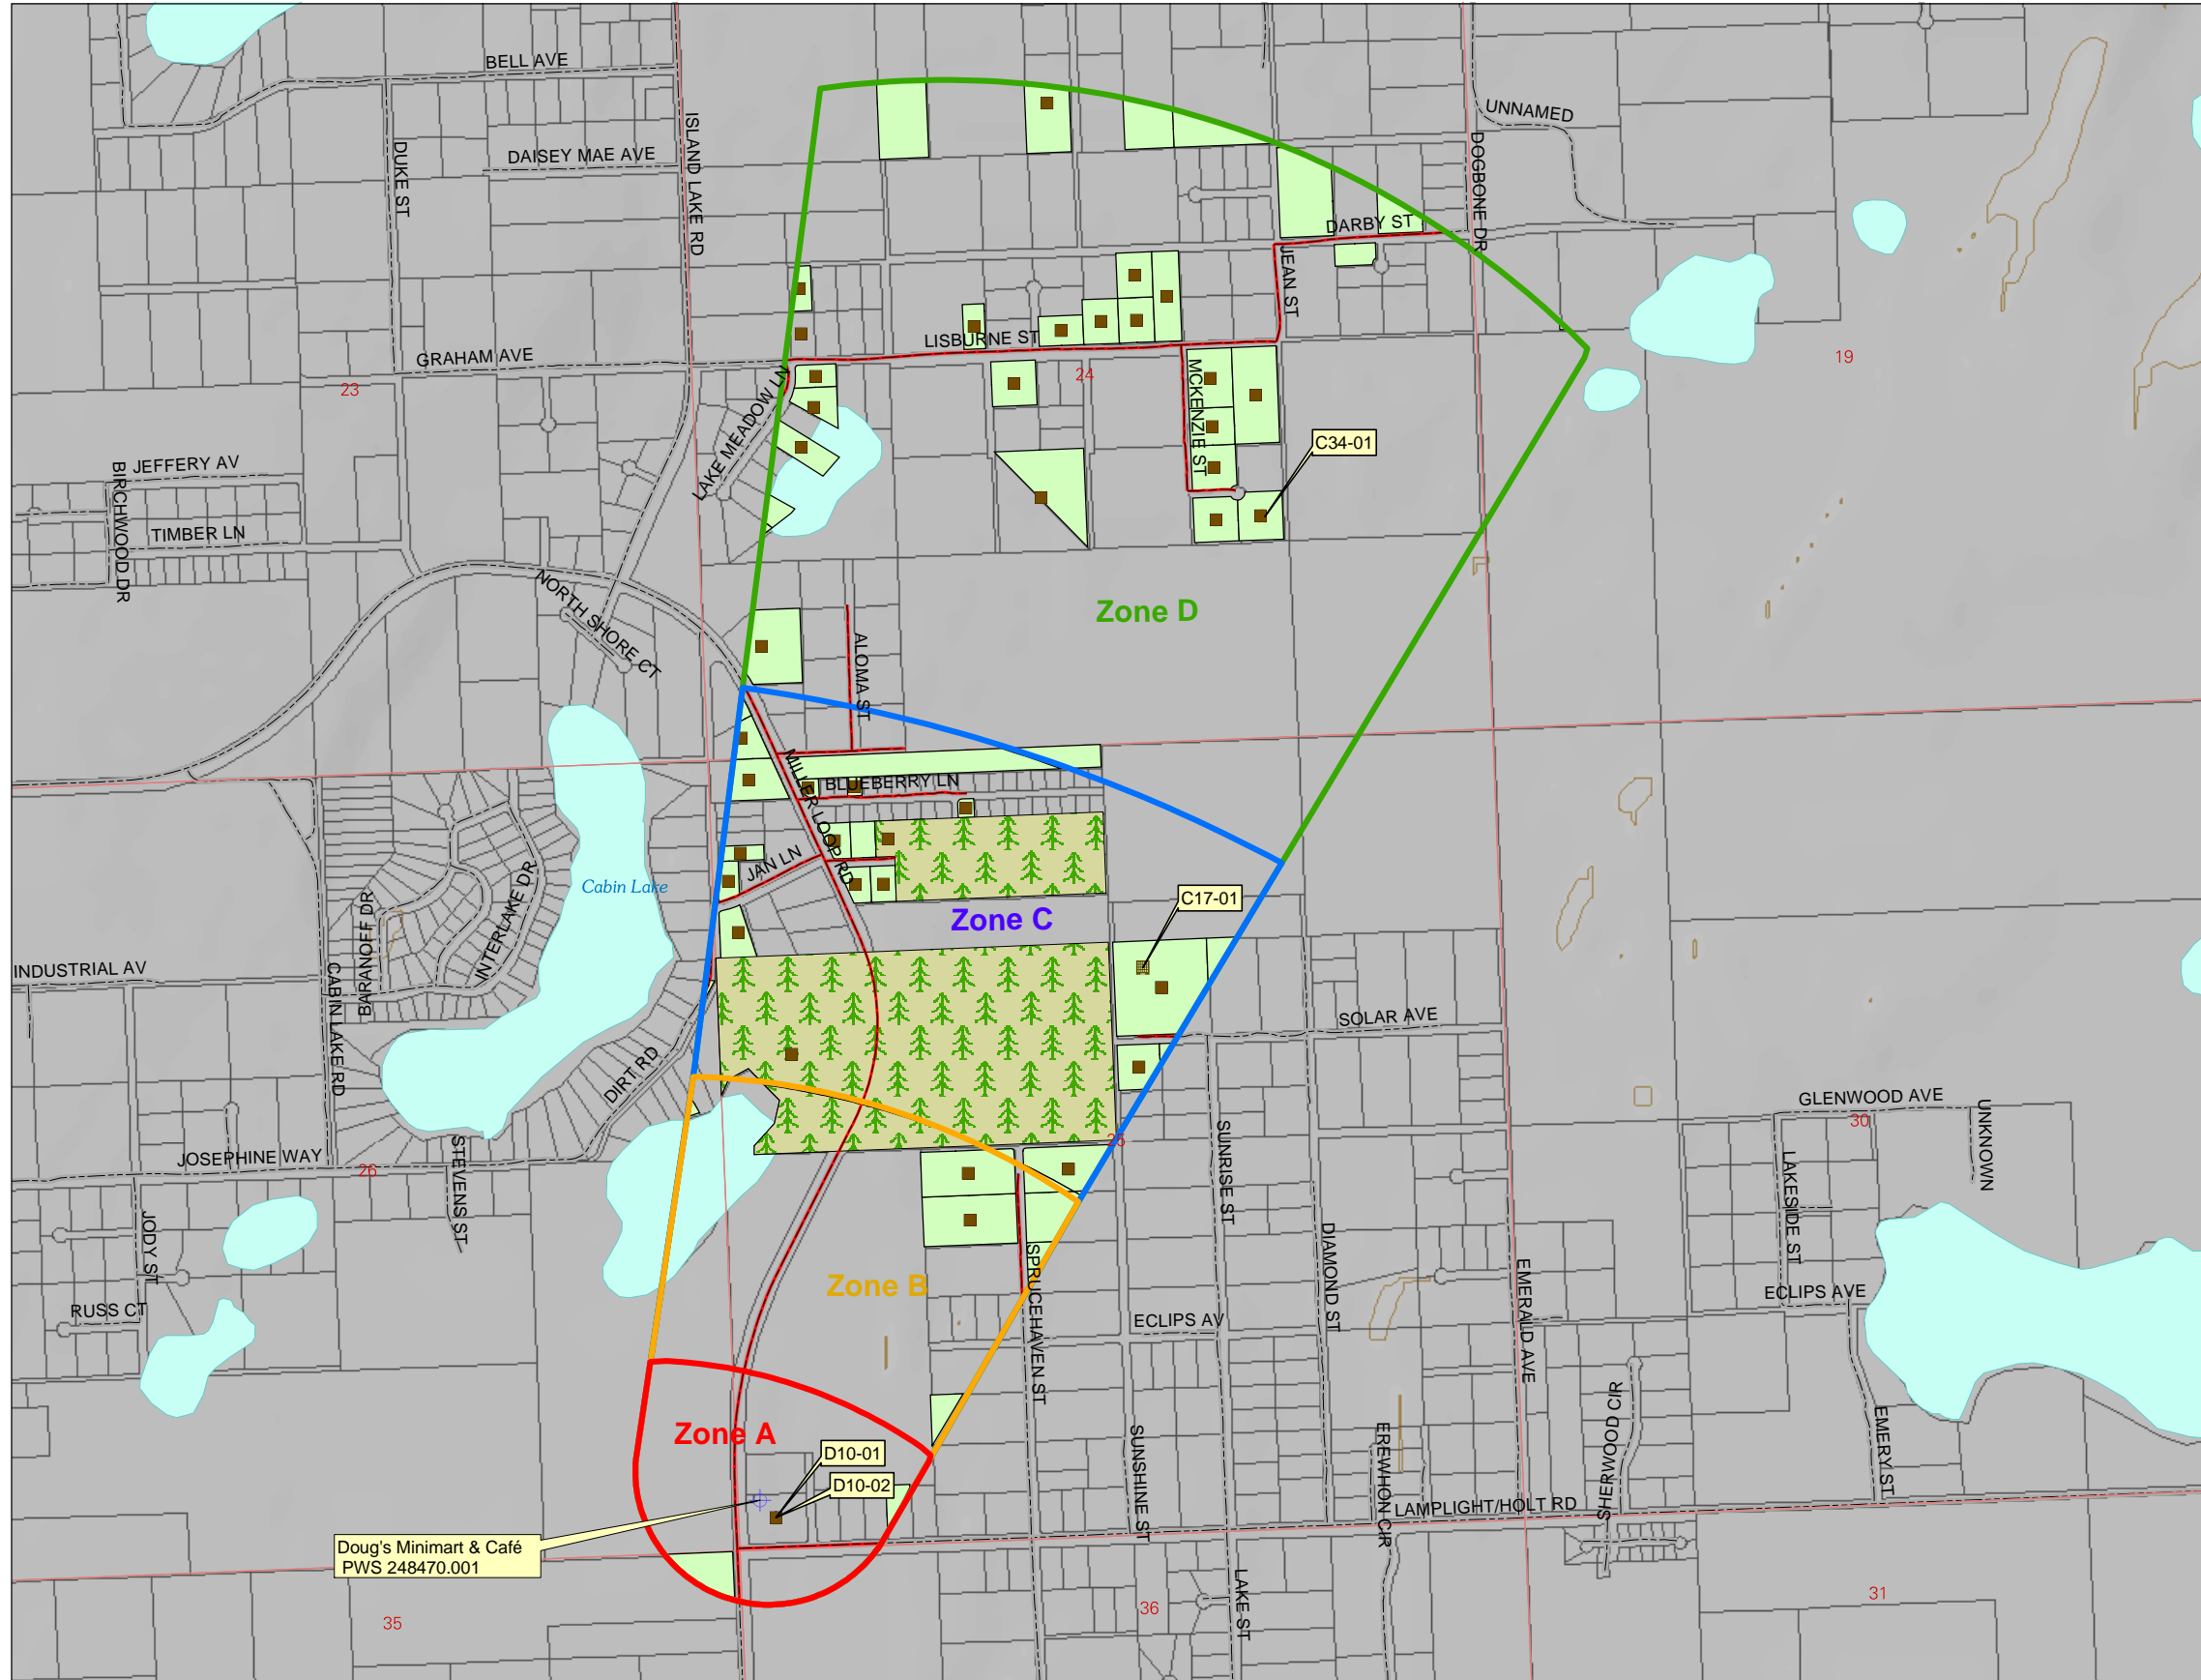 BELL AVE
UNNAMED
DAISEY MAE AVE
DUKE ST
ISLAND LAKE RD
DOGBONE DR
DARBY ST
JEAN ST
LISBURNE ST
GRAHAM AVE
19
24
23
MCKENZIE ST
LAKE MEADOW LN
C34-01
JEFFERY AV
BIRCHWOOD DR
TIMBER LN
NORTH SHORE CT
Zone D
ALOMA ST
MILLER LOOP RD
BLUEBERRY LN
JAN LN
Cabin Lake
C17-01
Zone C
BARANOFF DR
INTERLAKE DR
INDUSTRIAL AV
CABIN LAKE RD
SOLAR AVE
DIRT RD
GLENWOOD AVE
UNKNOWN
30
25
SUNRISE ST
JOSEPHINE WAY
26
STEVENS ST
LAKESIDE ST
JODY ST
DIAMOND ST
SPRUCEHAVEN ST
Zone B
EMERALD AVE
ECLIPS AVE
RUSS CT
ECLIPS AV
SHERWOOD CIR
EMERY ST
Zone A
EREWHON CIR
SUNSHINE ST
D10-01
D10-02
LAMPLIGHT/HOLT RD
Doug's Minimart & Café
PWS 248470.001
LAKE ST
35
36
31